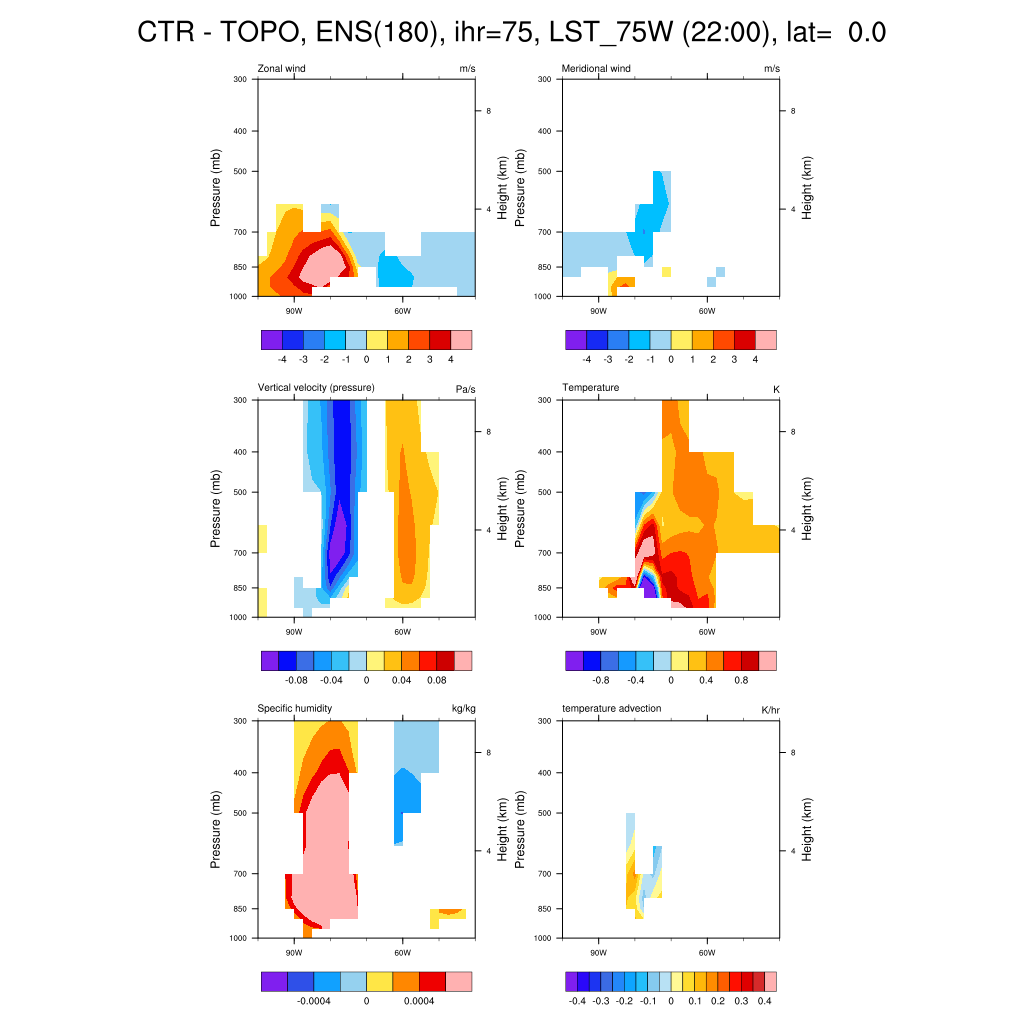 CTR - TOPO, ENS(180), ihr=75, LST_75W (22:00), lat= 0.0
Zonal wind m/s
300
400
500
700
850
1000
Pressure (mb)
8
4
Height (km)
90W 60W
-4 -3 -2 -1 0 1 2 3 4
Meridional wind m/s
300
400
500
700
850
1000
Pressure (mb)
8
4
Height (km)
90W 60W
-4 -3 -2 -1 0 1 2 3 4
Vertical velocity (pressure) Pa/s
300
400
500
700
850
1000
Pressure (mb)
8
4
Height (km)
90W 60W
-0.08 -0.04 0 0.04 0.08
Temperature K
300
400
500
700
850
1000
Pressure (mb)
8
4
Height (km)
90W 60W
-0.8 -0.4 0 0.4 0.8
Specific humidity kg/kg
300
400
500
700
850
1000
Pressure (mb)
8
4
Height (km)
90W 60W
-0.0004 0 0.0004
temperature advection K/hr
300
400
500
700
850
1000
Pressure (mb)
8
4
Height (km)
90W 60W
-0.4 -0.3 -0.2 -0.1 0 0.1 0.2 0.3 0.4